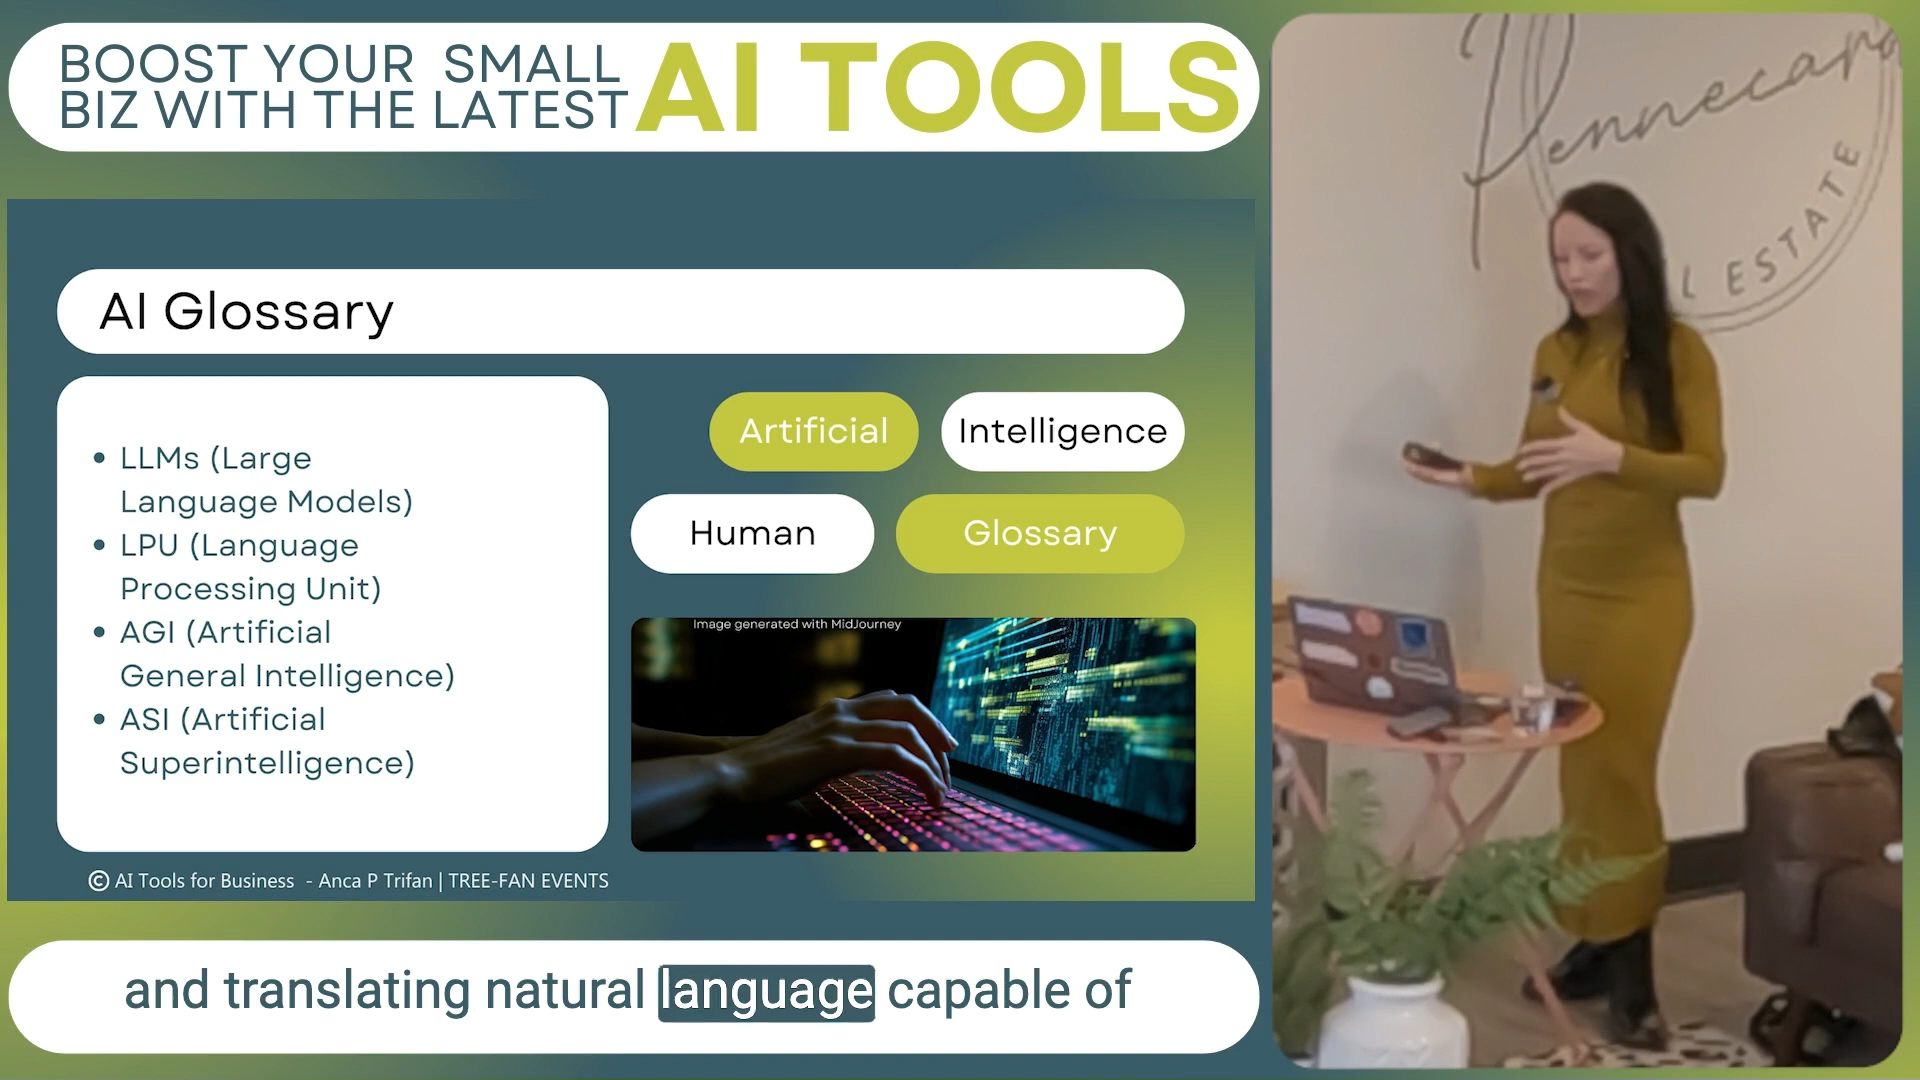 BOOST YOUR SMALL
BIZ WITH THE LATEST
AI TOOLS
AI Glossary
• LLMs (Large
Language Models)
• LPU (Language
Processing Unit)
• AGI (Artificial
General Intelligence)
• ASI (Artificial
Superintelligence)
Artificial
Intelligence
Human
Glossary
Image generated with MidJourney
© AI Tools for Business - Anca P Trifan | TREE-FAN EVENTS
and translating natural language capable of
Pennecard
L ESTATE